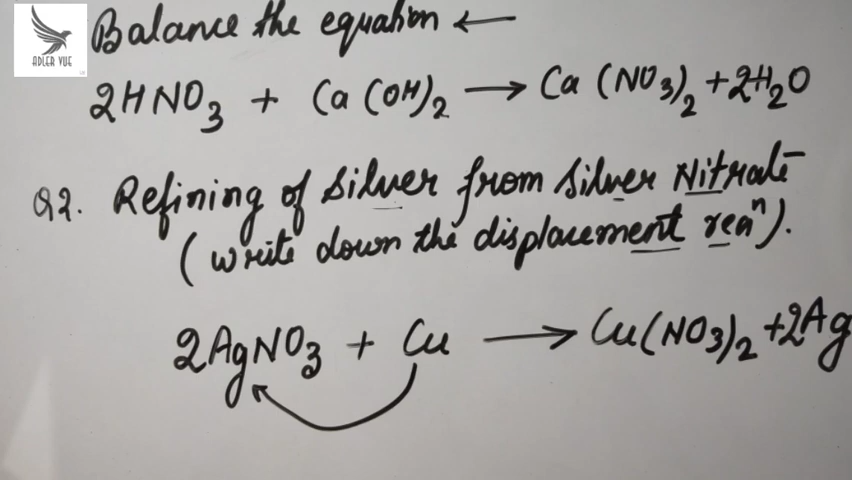 ADLER VUE
Balance the equation ←
2HNO₃ + Ca(OH)₂ → Ca(NO₃)₂ + 2H₂O
Q2. Refining of silver from silver Nitrate
(write down the displacement reaⁿ).
2AgNO₃ + Cu → Cu(NO₃)₂ + 2Ag